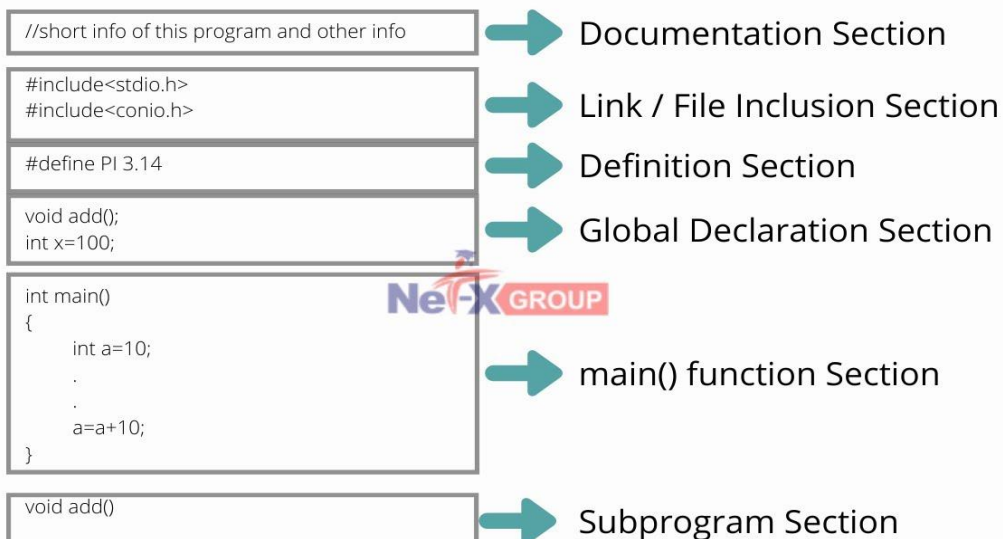 //short info of this program and other info
Documentation Section
#include<stdio.h>
#include<conio.h>
Link / File Inclusion Section
#define PI 3.14
Definition Section
void add();
int x=100;
Global Declaration Section
NeT-X GROUP
int main()
{
int a=10;
.
.
a=a+10;
}
main() function Section
void add()
Subprogram Section